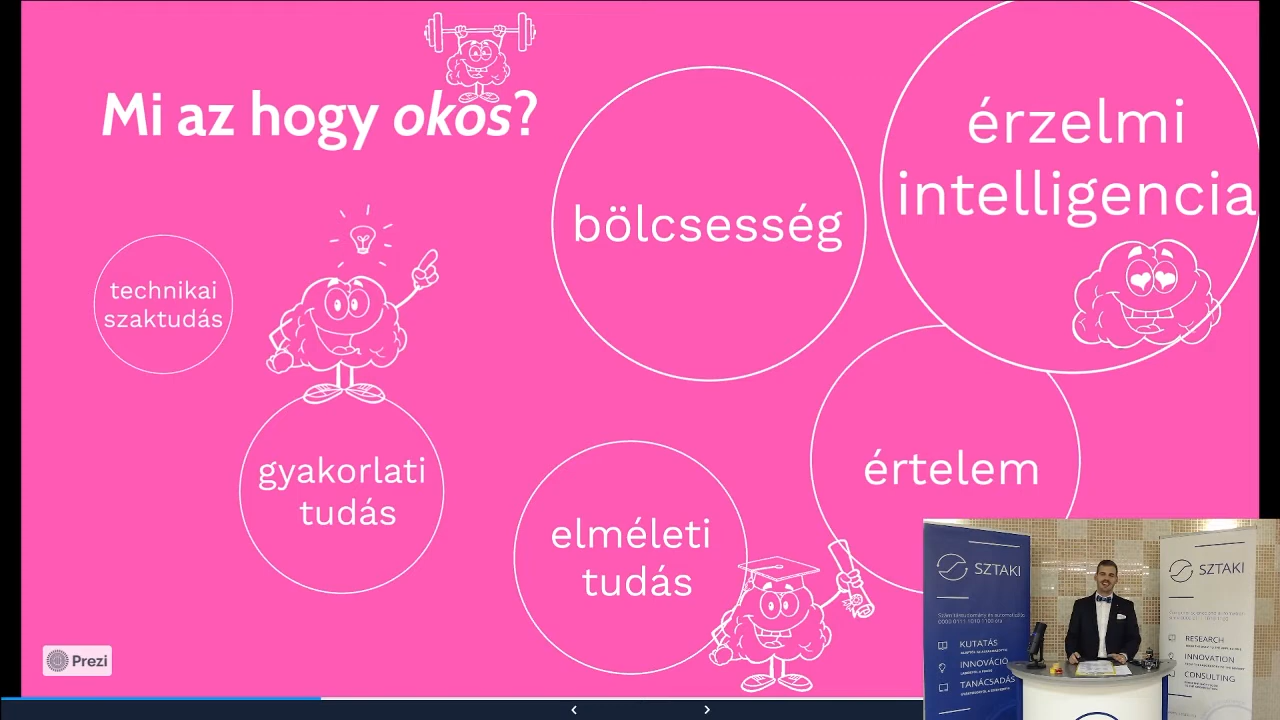 Mi az hogy okos?
technikai
szaktudás
gyakorlati
tudás
bölcsesség
elméleti
tudás
érzelmi
intelligencia
értelem
Prezi
SZTAKI
KUTATÁS
INNOVÁCIÓ
TANÁCSADÁS
SZTAKI
RESEARCH
INNOVATION
CONSULTING